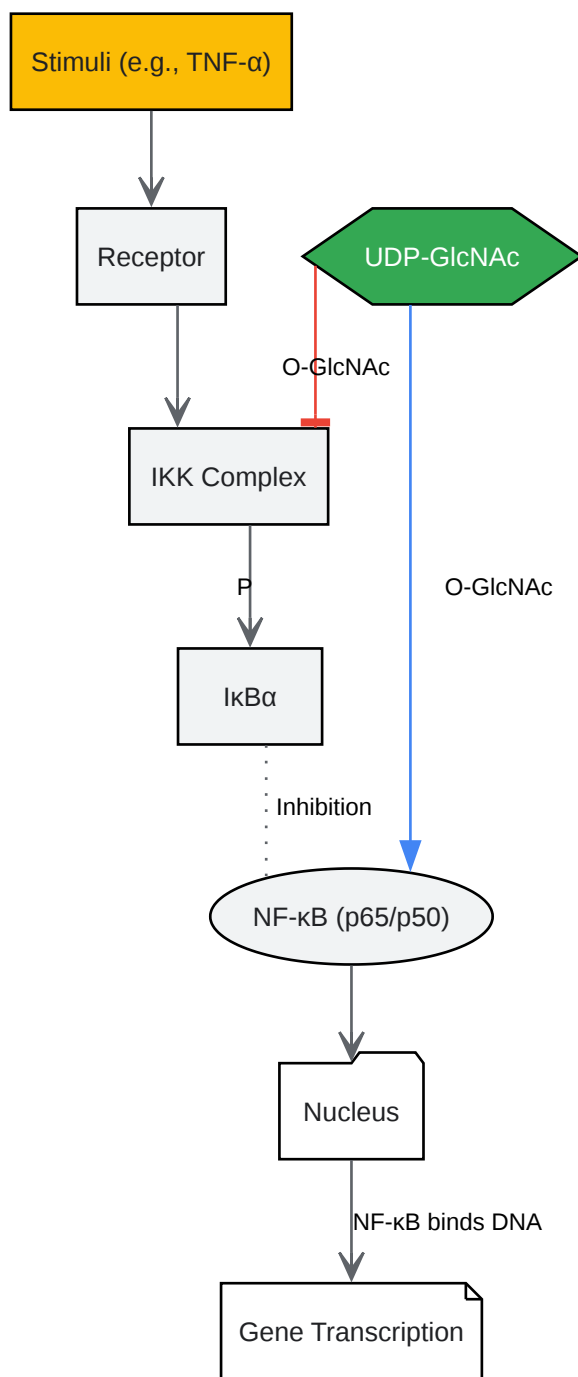 Stimuli (e.g., TNF-α)
Receptor
UDP-GlcNAc
O-GlcNAc
IKK Complex
P
O-GlcNAc
IκBα
Inhibition
NF-κB (p65/p50)
Nucleus
NF-κB binds DNA
Gene Transcription